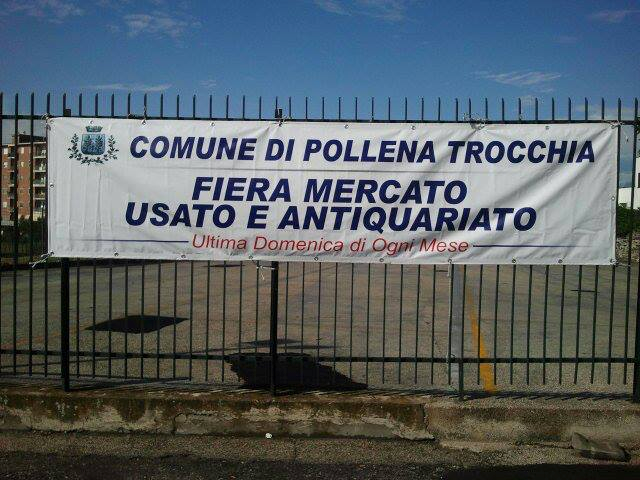 COMUNE DI POLLENA TROCCHIA
FIERA MERCATO
USATO E ANTIQUARIATO
Ultima Domenica di Ogni Mese